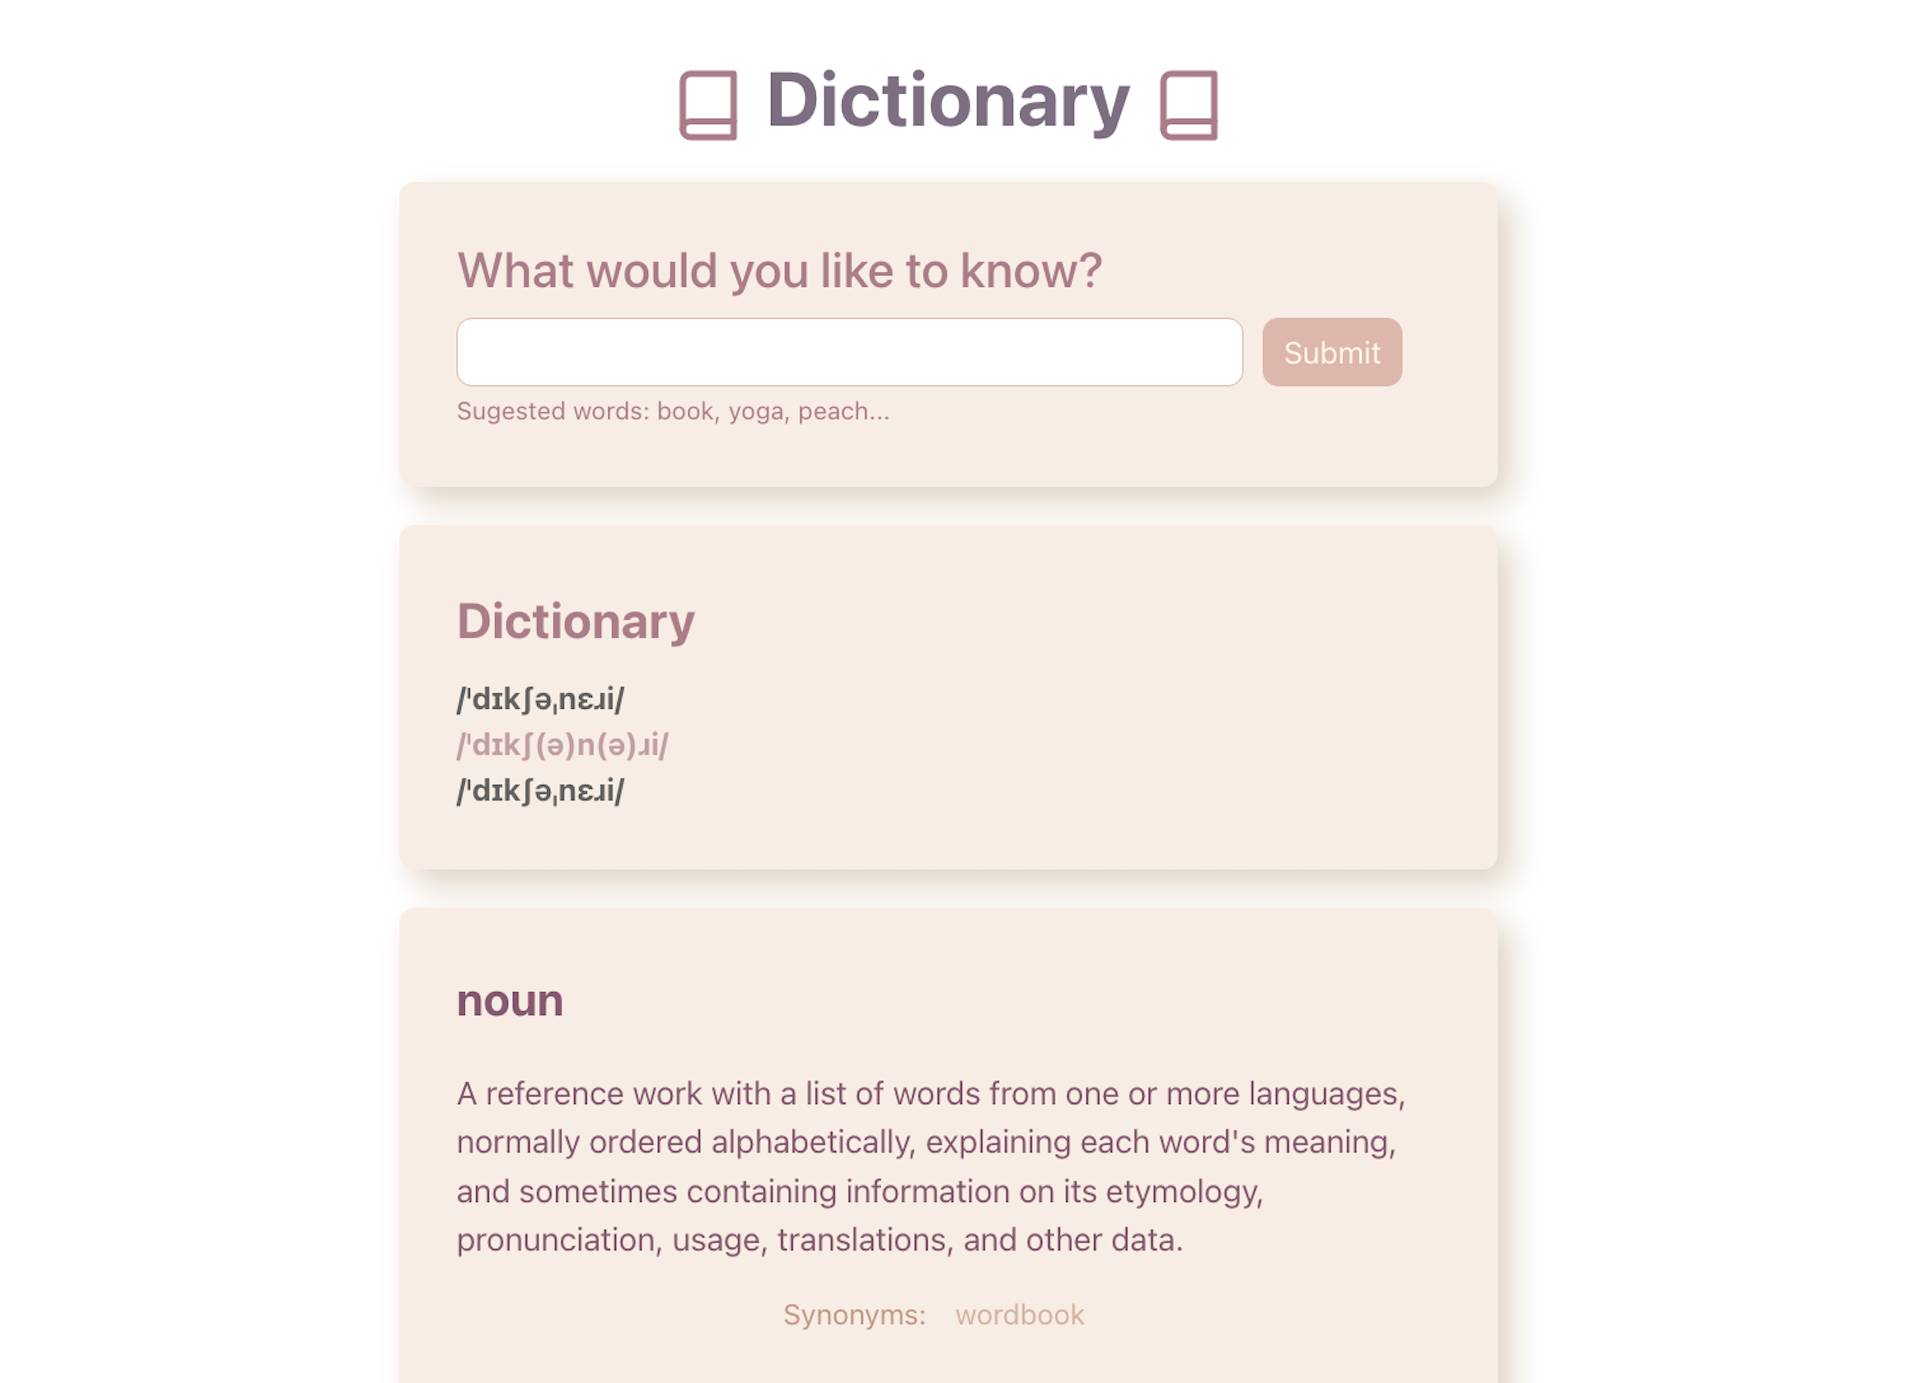 Dictionary
What would you like to know?
Submit
Sugested words: book, yoga, peach...
Dictionary
/ˈdɪkʃəˌnɛɹi/
/ˈdɪkʃ(ə)n(ə)ɹi/
/ˈdɪkʃəˌnɛɹi/
noun
A reference work with a list of words from one or more languages,
normally ordered alphabetically, explaining each word's meaning,
and sometimes containing information on its etymology,
pronunciation, usage, translations, and other data.
Synonyms: wordbook